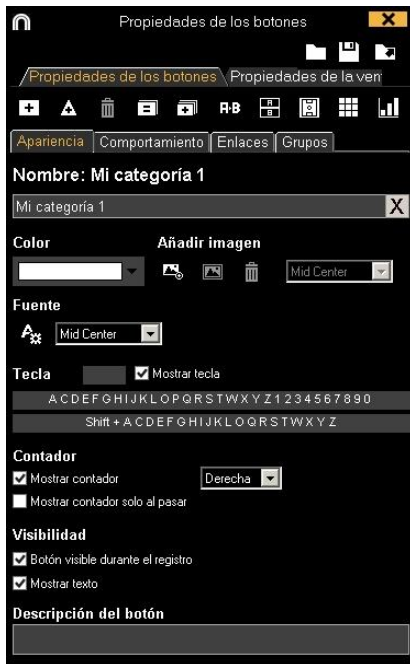 Propiedades de los botones
Propiedades de los botones Propiedades de la ven
A·B A B
Apariencia Comportamiento Enlaces Grupos
Nombre: Mi categoría 1
Mi categoría 1 X
Color Añadir imagen
Mid Center
Fuente
A Mid Center
Tecla Mostrar tecla
A C D E F G H I J K L O P Q R S T W X Y Z 1 2 3 4 5 6 7 8 9 0
Shift + A C D E F G H I J K L O Q R S T W X Y Z
Contador
Mostrar contador Derecha
Mostrar contador solo al pasar
Visibilidad
Botón visible durante el registro
Mostrar texto
Descripción del botón